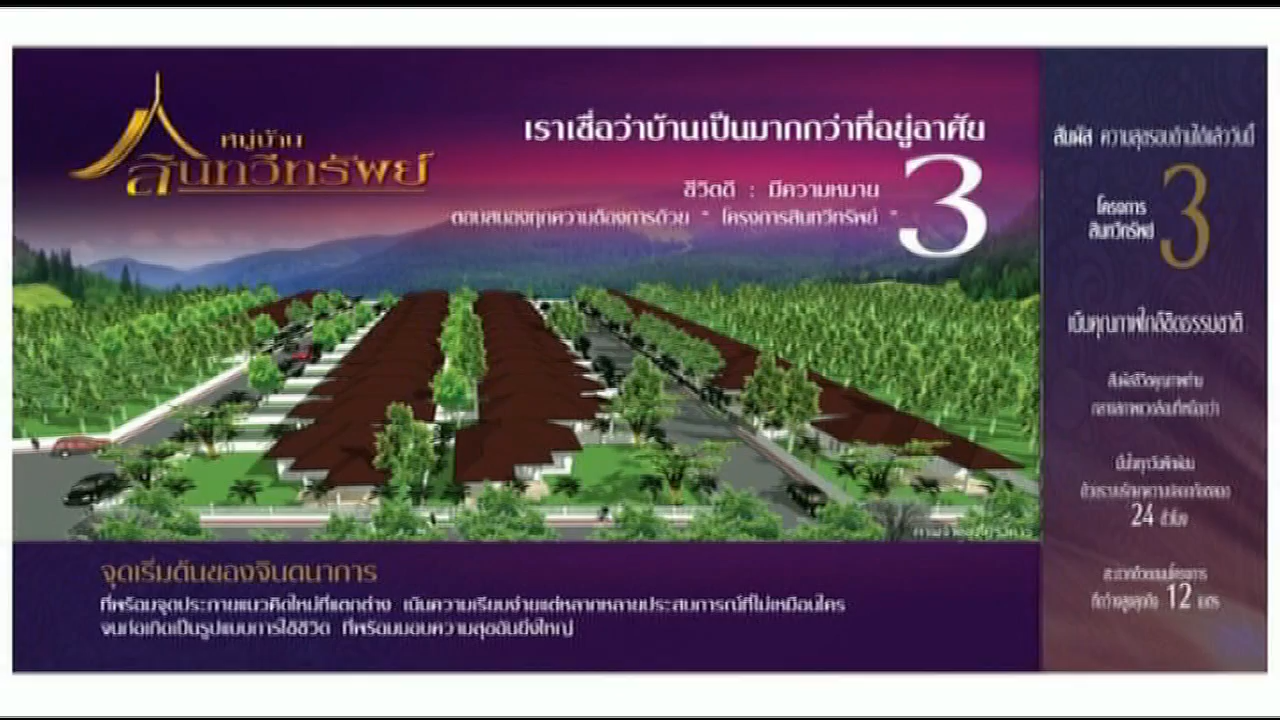 หมู่บ้าน
สินทวีทรัพย์
เราเชื่อว่าบ้านเป็นมากกว่าที่อยู่อาศัย
ชีวิตดี : มีความหมาย
ตอบสนองทุกความต้องการด้วย " โครงการสินทวีทรัพย์ "
3
จุดเริ่มต้นของจินตนาการ
ที่พร้อมจุดประกายแนวคิดใหม่ที่แตกต่าง เน้นความเรียบง่ายแต่หลากหลายประสบการณ์ที่ไม่เหมือนใคร
จนก่อเกิดเป็นรูปแบบการใช้ชีวิต ที่พร้อมมอบความสุขอันยิ่งใหญ่
สัมผัส ความสุขรอบด้านได้แล้ววันนี้
โครงการ
สินทวีทรัพย์
3
เน้นคุณภาพใกล้ชิดธรรมชาติ
24 ชั่วโมง
12 เมตร